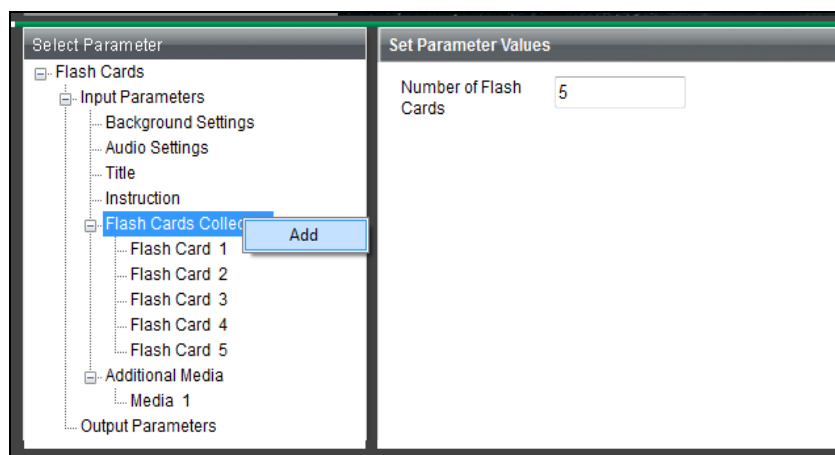 Select Parameter
Flash Cards
Input Parameters
Background Settings
Audio Settings
Title
Instruction
Flash Cards Collec
Add
Flash Card 1
Flash Card 2
Flash Card 3
Flash Card 4
Flash Card 5
Additional Media
Media 1
Output Parameters
Set Parameter Values
Number of Flash
Cards
5